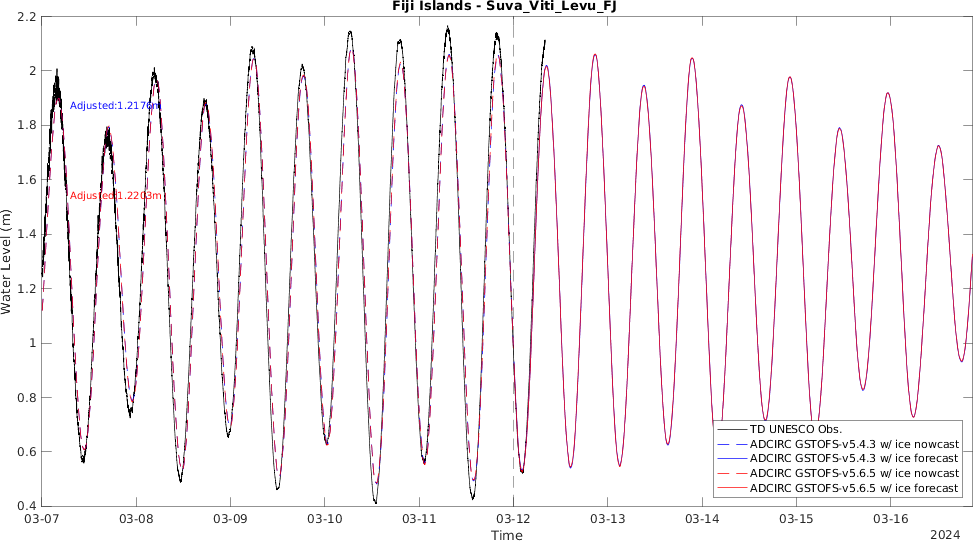 Fiji Islands - Suva_Viti_Levu_FJ
2.2
2
1.8
1.6
1.4
1.2
1
0.8
0.6
0.4
Water Level (m)
Adjusted:1.2176m
Adjusted:1.2203m
TD UNESCO Obs.
ADCIRC GSTOFS-v5.4.3 w/ ice nowcast
ADCIRC GSTOFS-v5.4.3 w/ ice forecast
ADCIRC GSTOFS-v5.6.5 w/ ice nowcast
ADCIRC GSTOFS-v5.6.5 w/ ice forecast
03-07 03-08 03-09 03-10 03-11 03-12 03-13 03-14 03-15 03-16
Time
2024